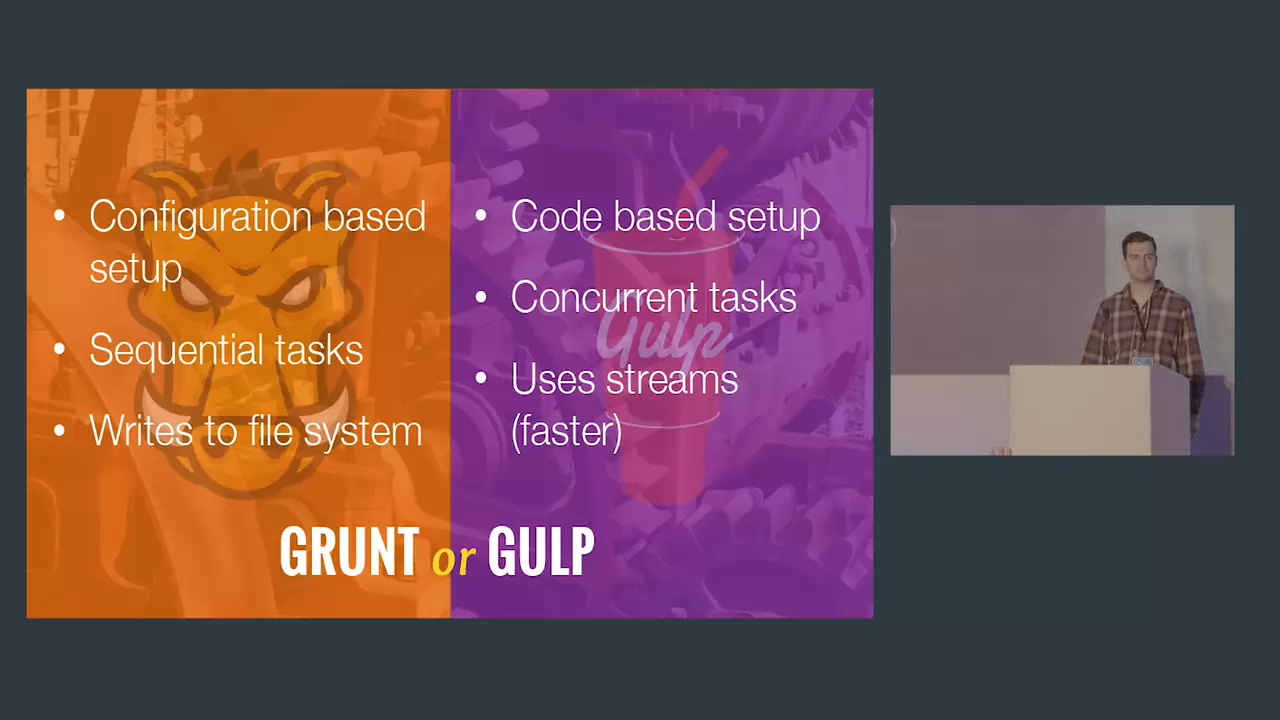 • Configuration based
setup
• Sequential tasks
• Writes to file system
• Code based setup
• Concurrent tasks
• Uses streams
(faster)
Gulp
GRUNT or GULP